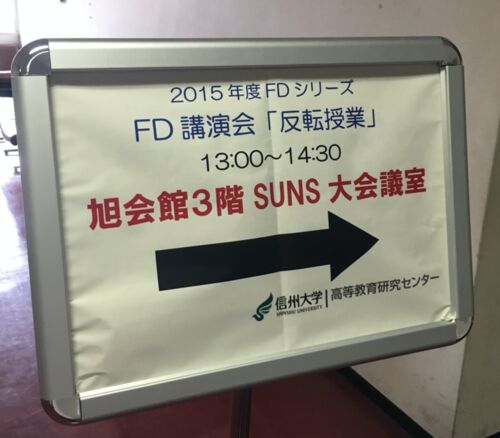 2015年度FDシリーズ
FD講演会「反転授業」
13:00～14:30
旭会館3階 SUNS 大会議室
信州大学 高等教育研究センター
SHINSHU UNIVERSITY